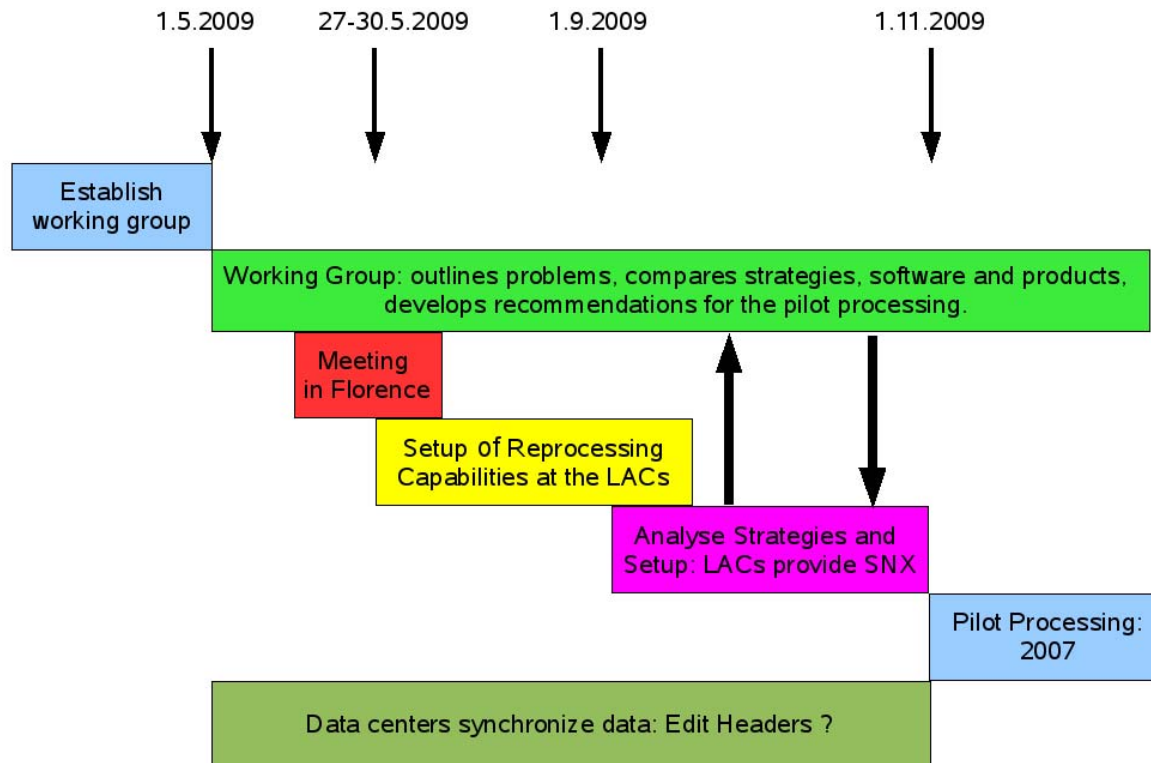 1.5.2009 27-30.5.2009 1.9.2009 1.11.2009
Establish
working group
Working Group: outlines problems, compares strategies, software and products,
develops recommendations for the pilot processing.
Meeting
in Florence
Setup of Reprocessing
Capabilities at the LACs
Analyse Strategies and
Setup: LACs provide SNX
Pilot Processing:
2007
Data centers synchronize data: Edit Headers ?